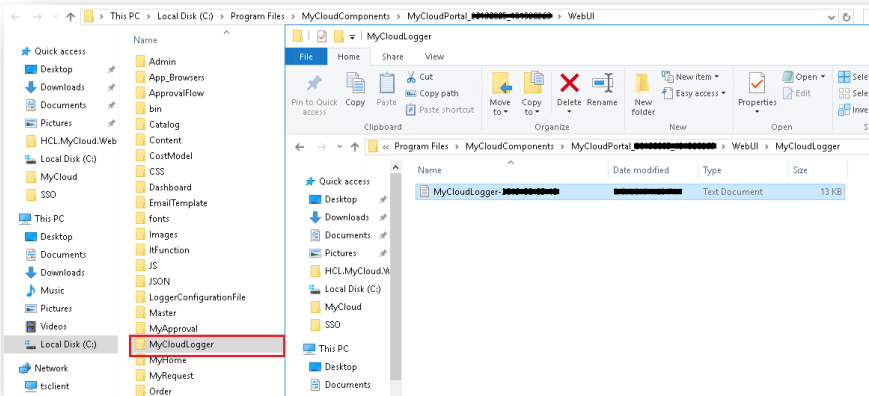 This PC > Local Disk (C:) > Program Files > MyCloudComponents > MyCloudPortal_ > WebUI
Quick access
Desktop
Downloads
Documents
Pictures
HCL.MyCloud.Web
Local Disk (C:)
MyCloud
SSO
This PC
Desktop
Documents
Downloads
Music
Pictures
Videos
Local Disk (C:)
Network
tsclient
Name
Admin
App_Browsers
ApprovalFlow
bin
Catalog
Content
CostModel
CSS
Dashboard
EmailTemplate
fonts
Images
ItFunction
JS
JSON
LoggerConfigurationFile
Master
MyApproval
MyCloudLogger
MyHome
MyRequest
Order
MyCloudLogger
File Home Share View
Pin to Quick access
Copy
Paste
Cut
Copy path
Paste shortcut
Clipboard
Move to
Copy to
Delete
Rename
Organize
New folder
New item
Easy access
New
Properties
Open
Edit
Open
Sele
Sele
Inve
S
« Program Files > MyCloudComponents > MyCloudPortal_ > WebUI > MyCloudLogger
Name Date modified Type Size
MyCloudLogger- Text Document 13 KB
Quick access
Desktop
Downloads
Documents
Pictures
HCL.MyCloud.W
Local Disk (C:)
MyCloud
SSO
This PC
Desktop
Documents